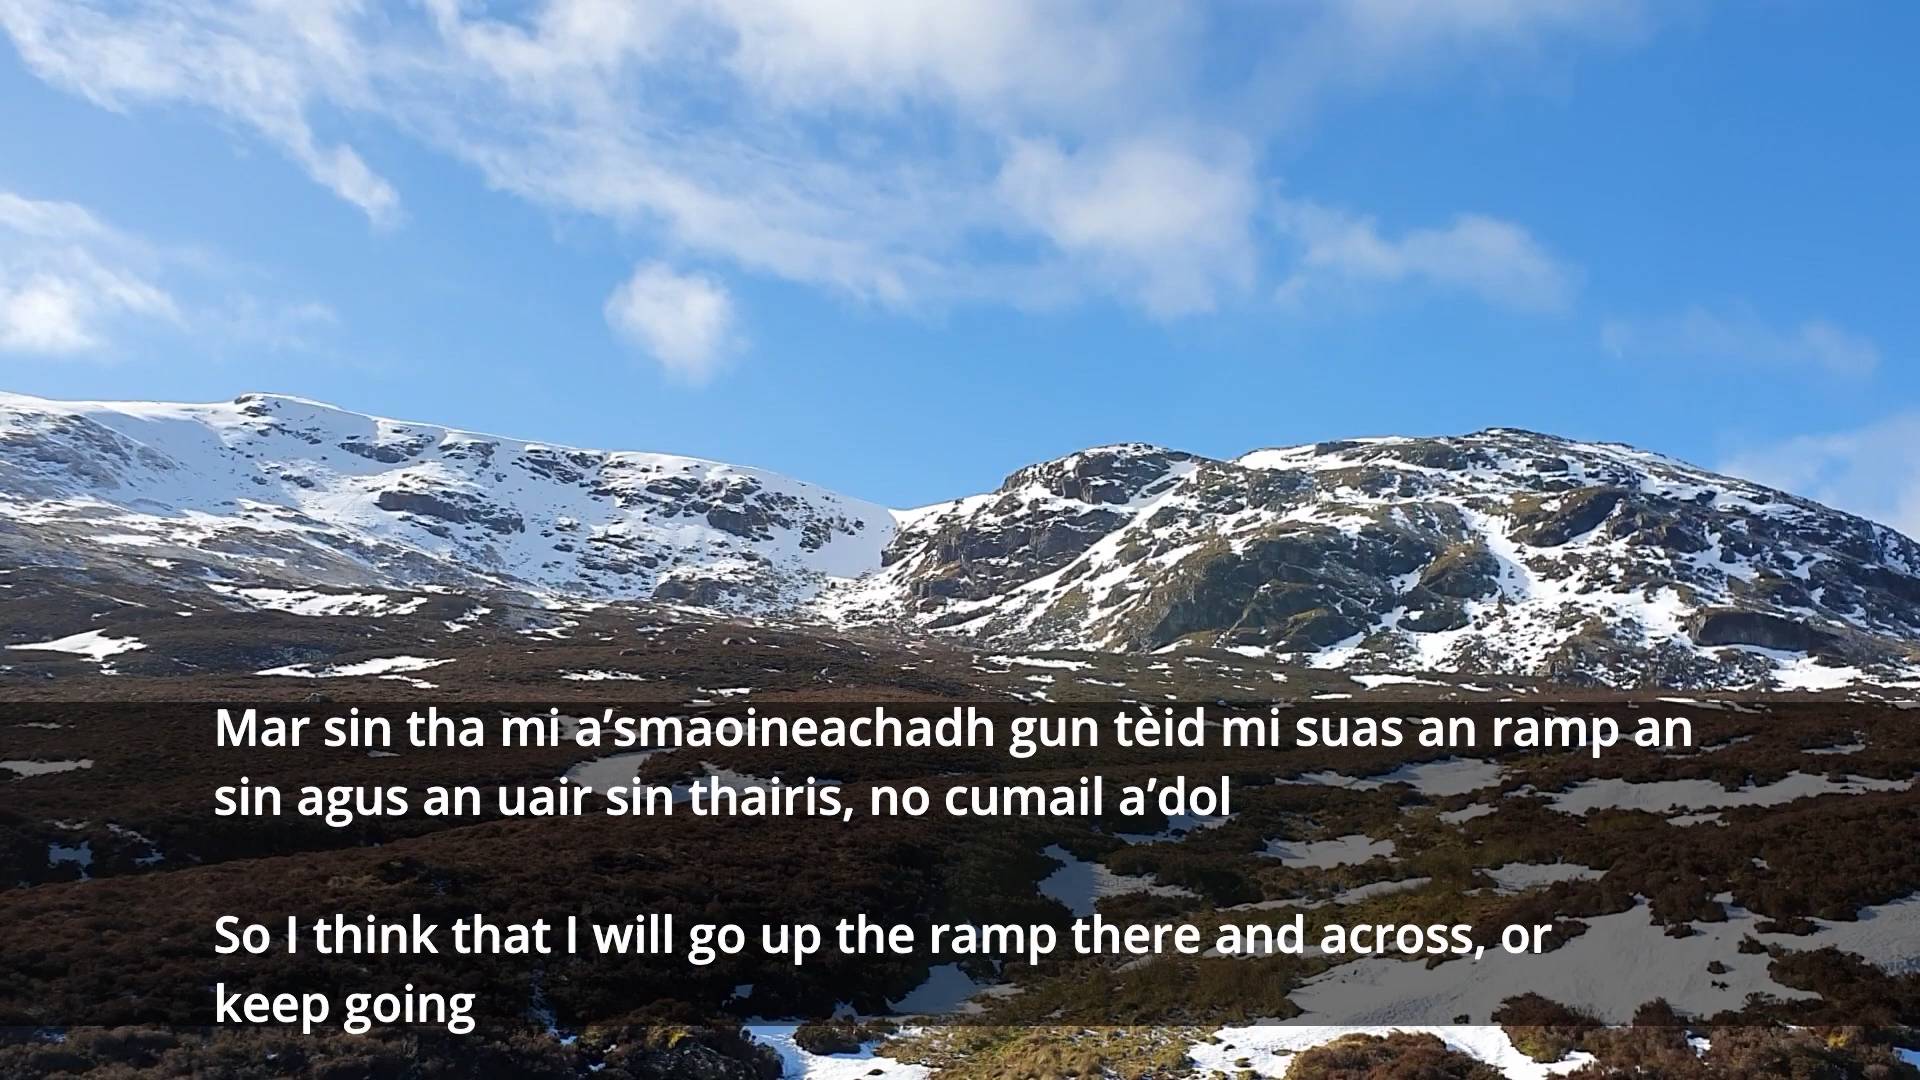 Mar sin tha mi a’smaoineachadh gun tèid mi suas an ramp an
sin agus an uair sin thairis, no cumail a’dol
So I think that I will go up the ramp there and across, or
keep going